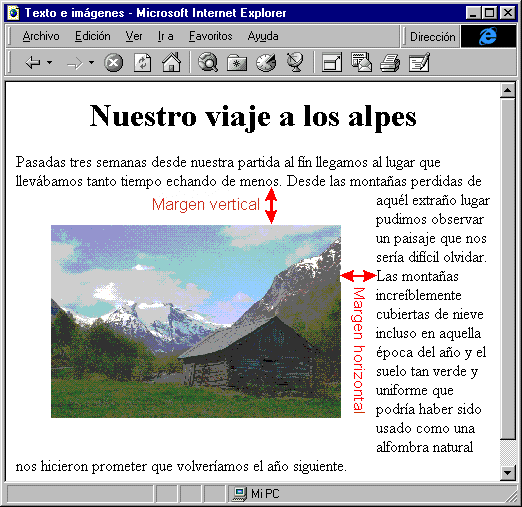 Texto e imágenes - Microsoft Internet Explorer
Archivo Edición Ver Ir a Favoritos Ayuda Dirección
Nuestro viaje a los alpes
Pasadas tres semanas desde nuestra partida al fín llegamos al lugar que
llevábamos tanto tiempo echando de menos. Desde las montañas perdidas de
Margen vertical
aquél extraño lugar
pudimos observar
un paisaje que nos
sería difícil olvidar.
Las montañas
increíblemente
cubiertas de nieve
incluso en aquella
época del año y el
suelo tan verde y
uniforme que
podría haber sido
usado como una
alfombra natural
Margen horizontal
nos hicieron prometer que volveríamos el año siguiente.
Mi PC